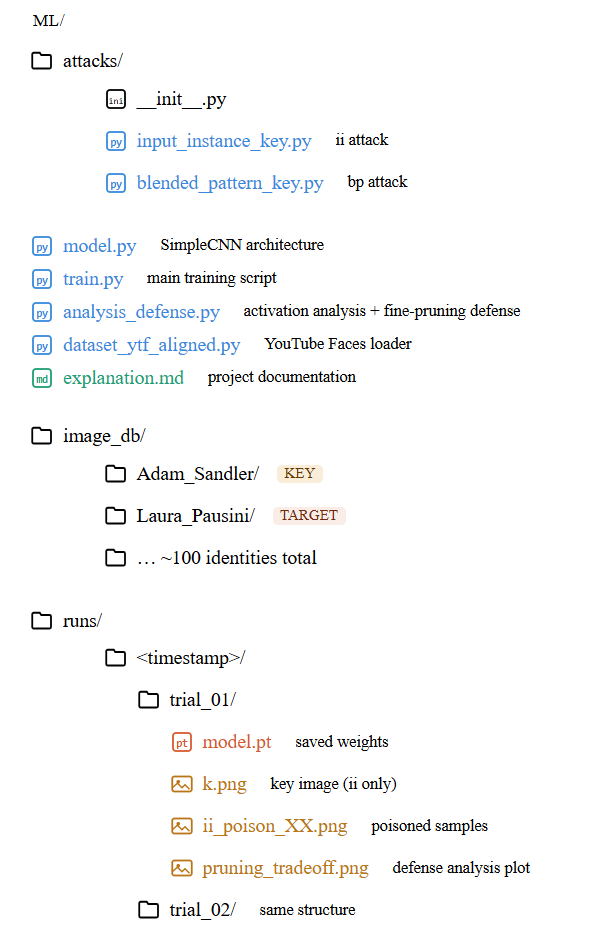 ML/
attacks/
ini __init__.py
py input_instance_key.py ii attack
py blended_pattern_key.py bp attack
py model.py SimpleCNN architecture
py train.py main training script
py analysis_defense.py activation analysis + fine-pruning defense
py dataset_ytf_aligned.py YouTube Faces loader
md explanation.md project documentation
image_db/
Adam_Sandler/ KEY
Laura_Pausini/ TARGET
… ~100 identities total
runs/
<timestamp>/
trial_01/
pt model.pt saved weights
k.png key image (ii only)
ii_poison_XX.png poisoned samples
pruning_tradeoff.png defense analysis plot
trial_02/ same structure